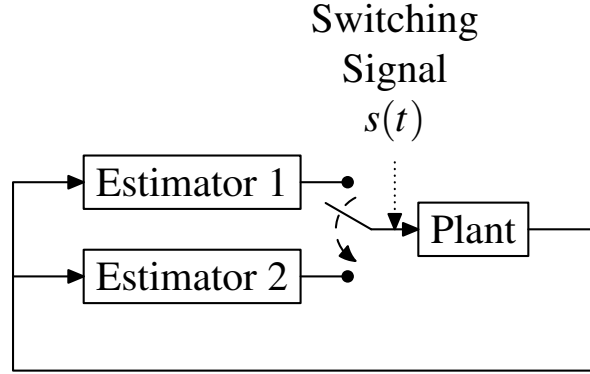 Switching
Signal
s(t)
Estimator 1
Plant
Estimator 2